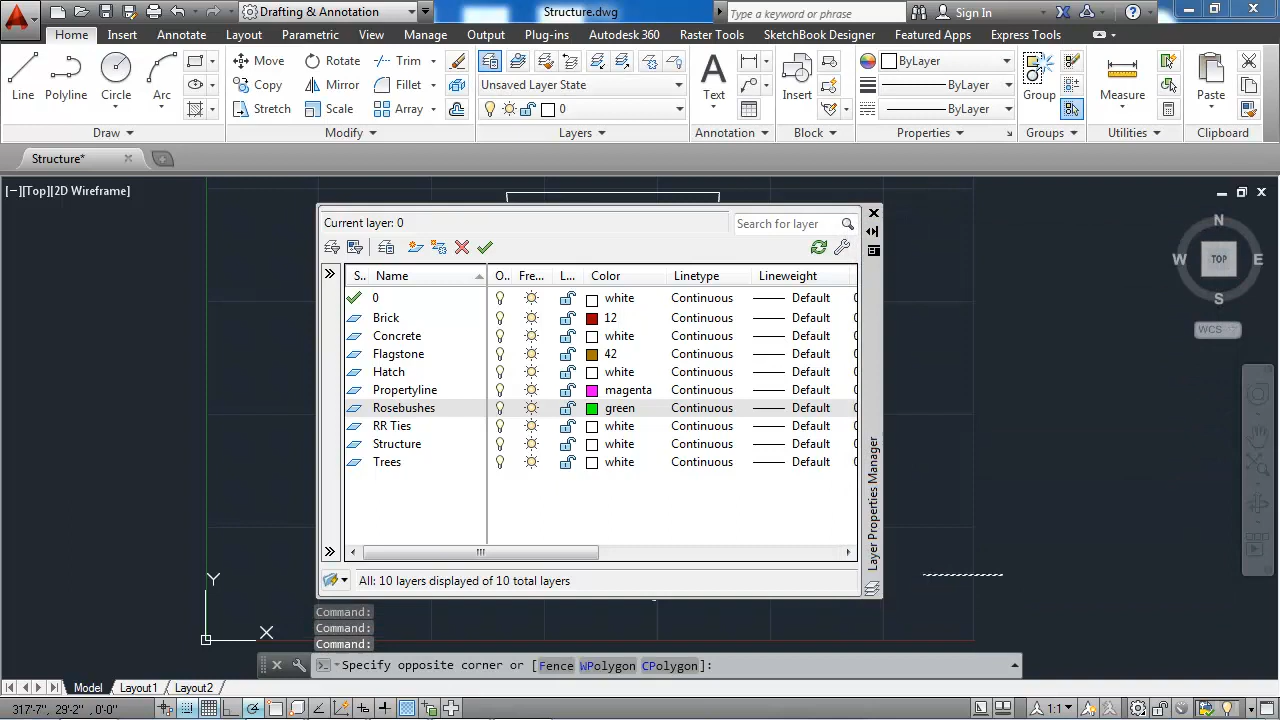 Drafting & Annotation
Structure.dwg
Type a keyword or phrase
Sign In
Home Insert Annotate Layout Parametric View Manage Output Plug-ins Autodesk 360 Raster Tools SketchBook Designer Featured Apps Express Tools
Line Polyline Circle Arc
Move Rotate Trim
Copy Mirror Fillet
Stretch Scale Array
Unsaved Layer State
0
Text
Insert
ByLayer
ByLayer
ByLayer
Group
Measure
Paste
Draw Modify Layers Annotation Block Properties Groups Utilities Clipboard
Structure*
[−][Top][2D Wireframe]
N
W TOP E
S
WCS
Current layer: 0
Search for layer
S.. Name O.. Fre... L... Color Linetype Lineweight
0 white Continuous Default
Brick 12 Continuous Default
Concrete white Continuous Default
Flagstone 42 Continuous Default
Hatch white Continuous Default
Propertyline magenta Continuous Default
Rosebushes green Continuous Default
RR Ties white Continuous Default
Structure white Continuous Default
Trees white Continuous Default
All: 10 layers displayed of 10 total layers
Layer Properties Manager
Y
X
Command:
Command:
Command:
Specify opposite corner or [Fence WPolygon CPolygon]:
Model Layout1 Layout2
317'-7", 29'-2" ,0'-0"
MODEL
1:1